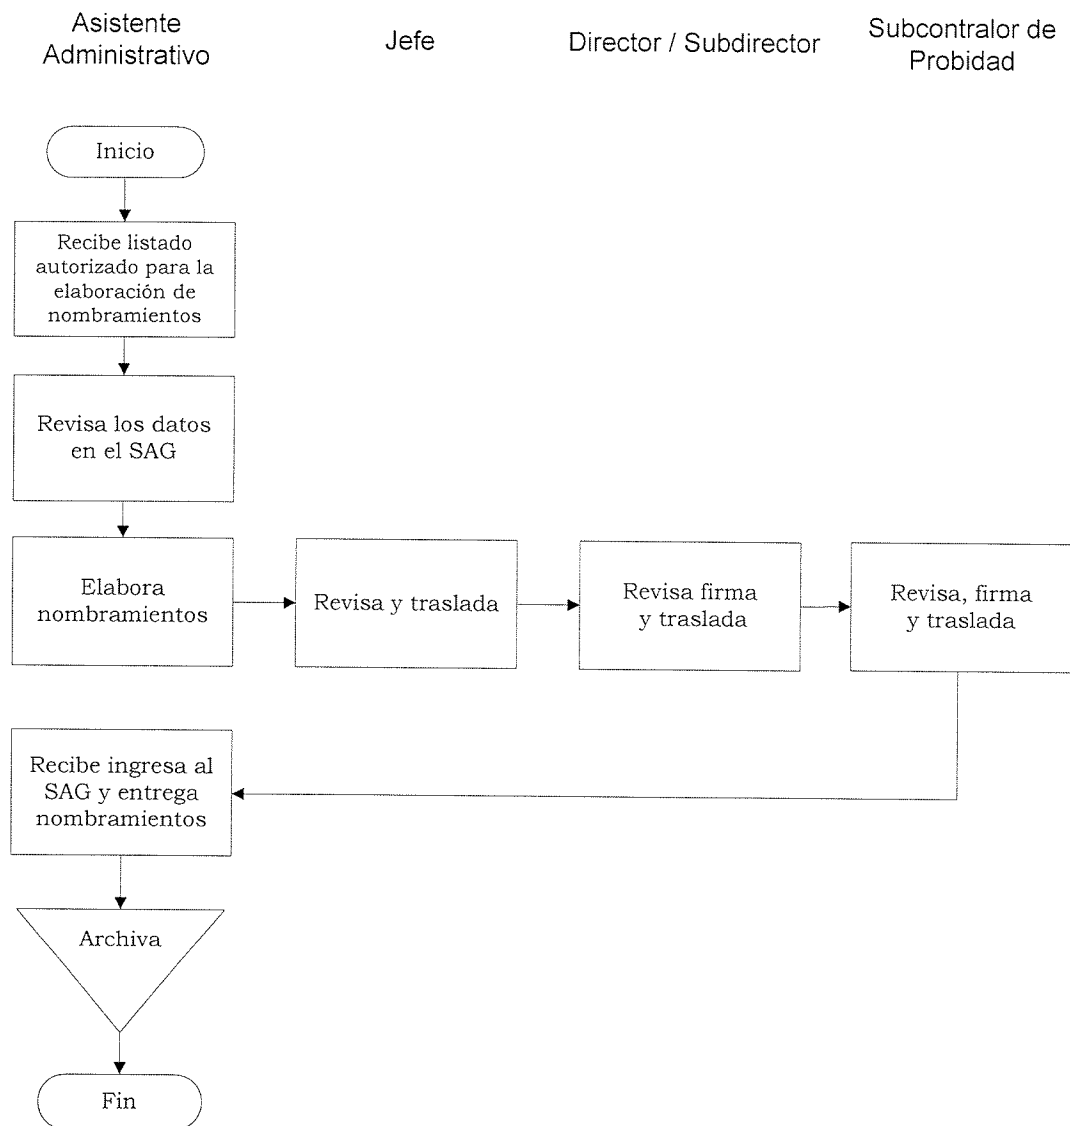 Asistente
Administrativo
Jefe
Director / Subdirector
Subcontralor de
Probidad
Inicio
Recibe listado
autorizado para la
elaboración de
nombramientos
Revisa los datos
en el SAG
Elabora
nombramientos
Revisa y traslada
Revisa firma
y traslada
Revisa, firma
y traslada
Recibe ingresa al
SAG y entrega
nombramientos
Archiva
Fin